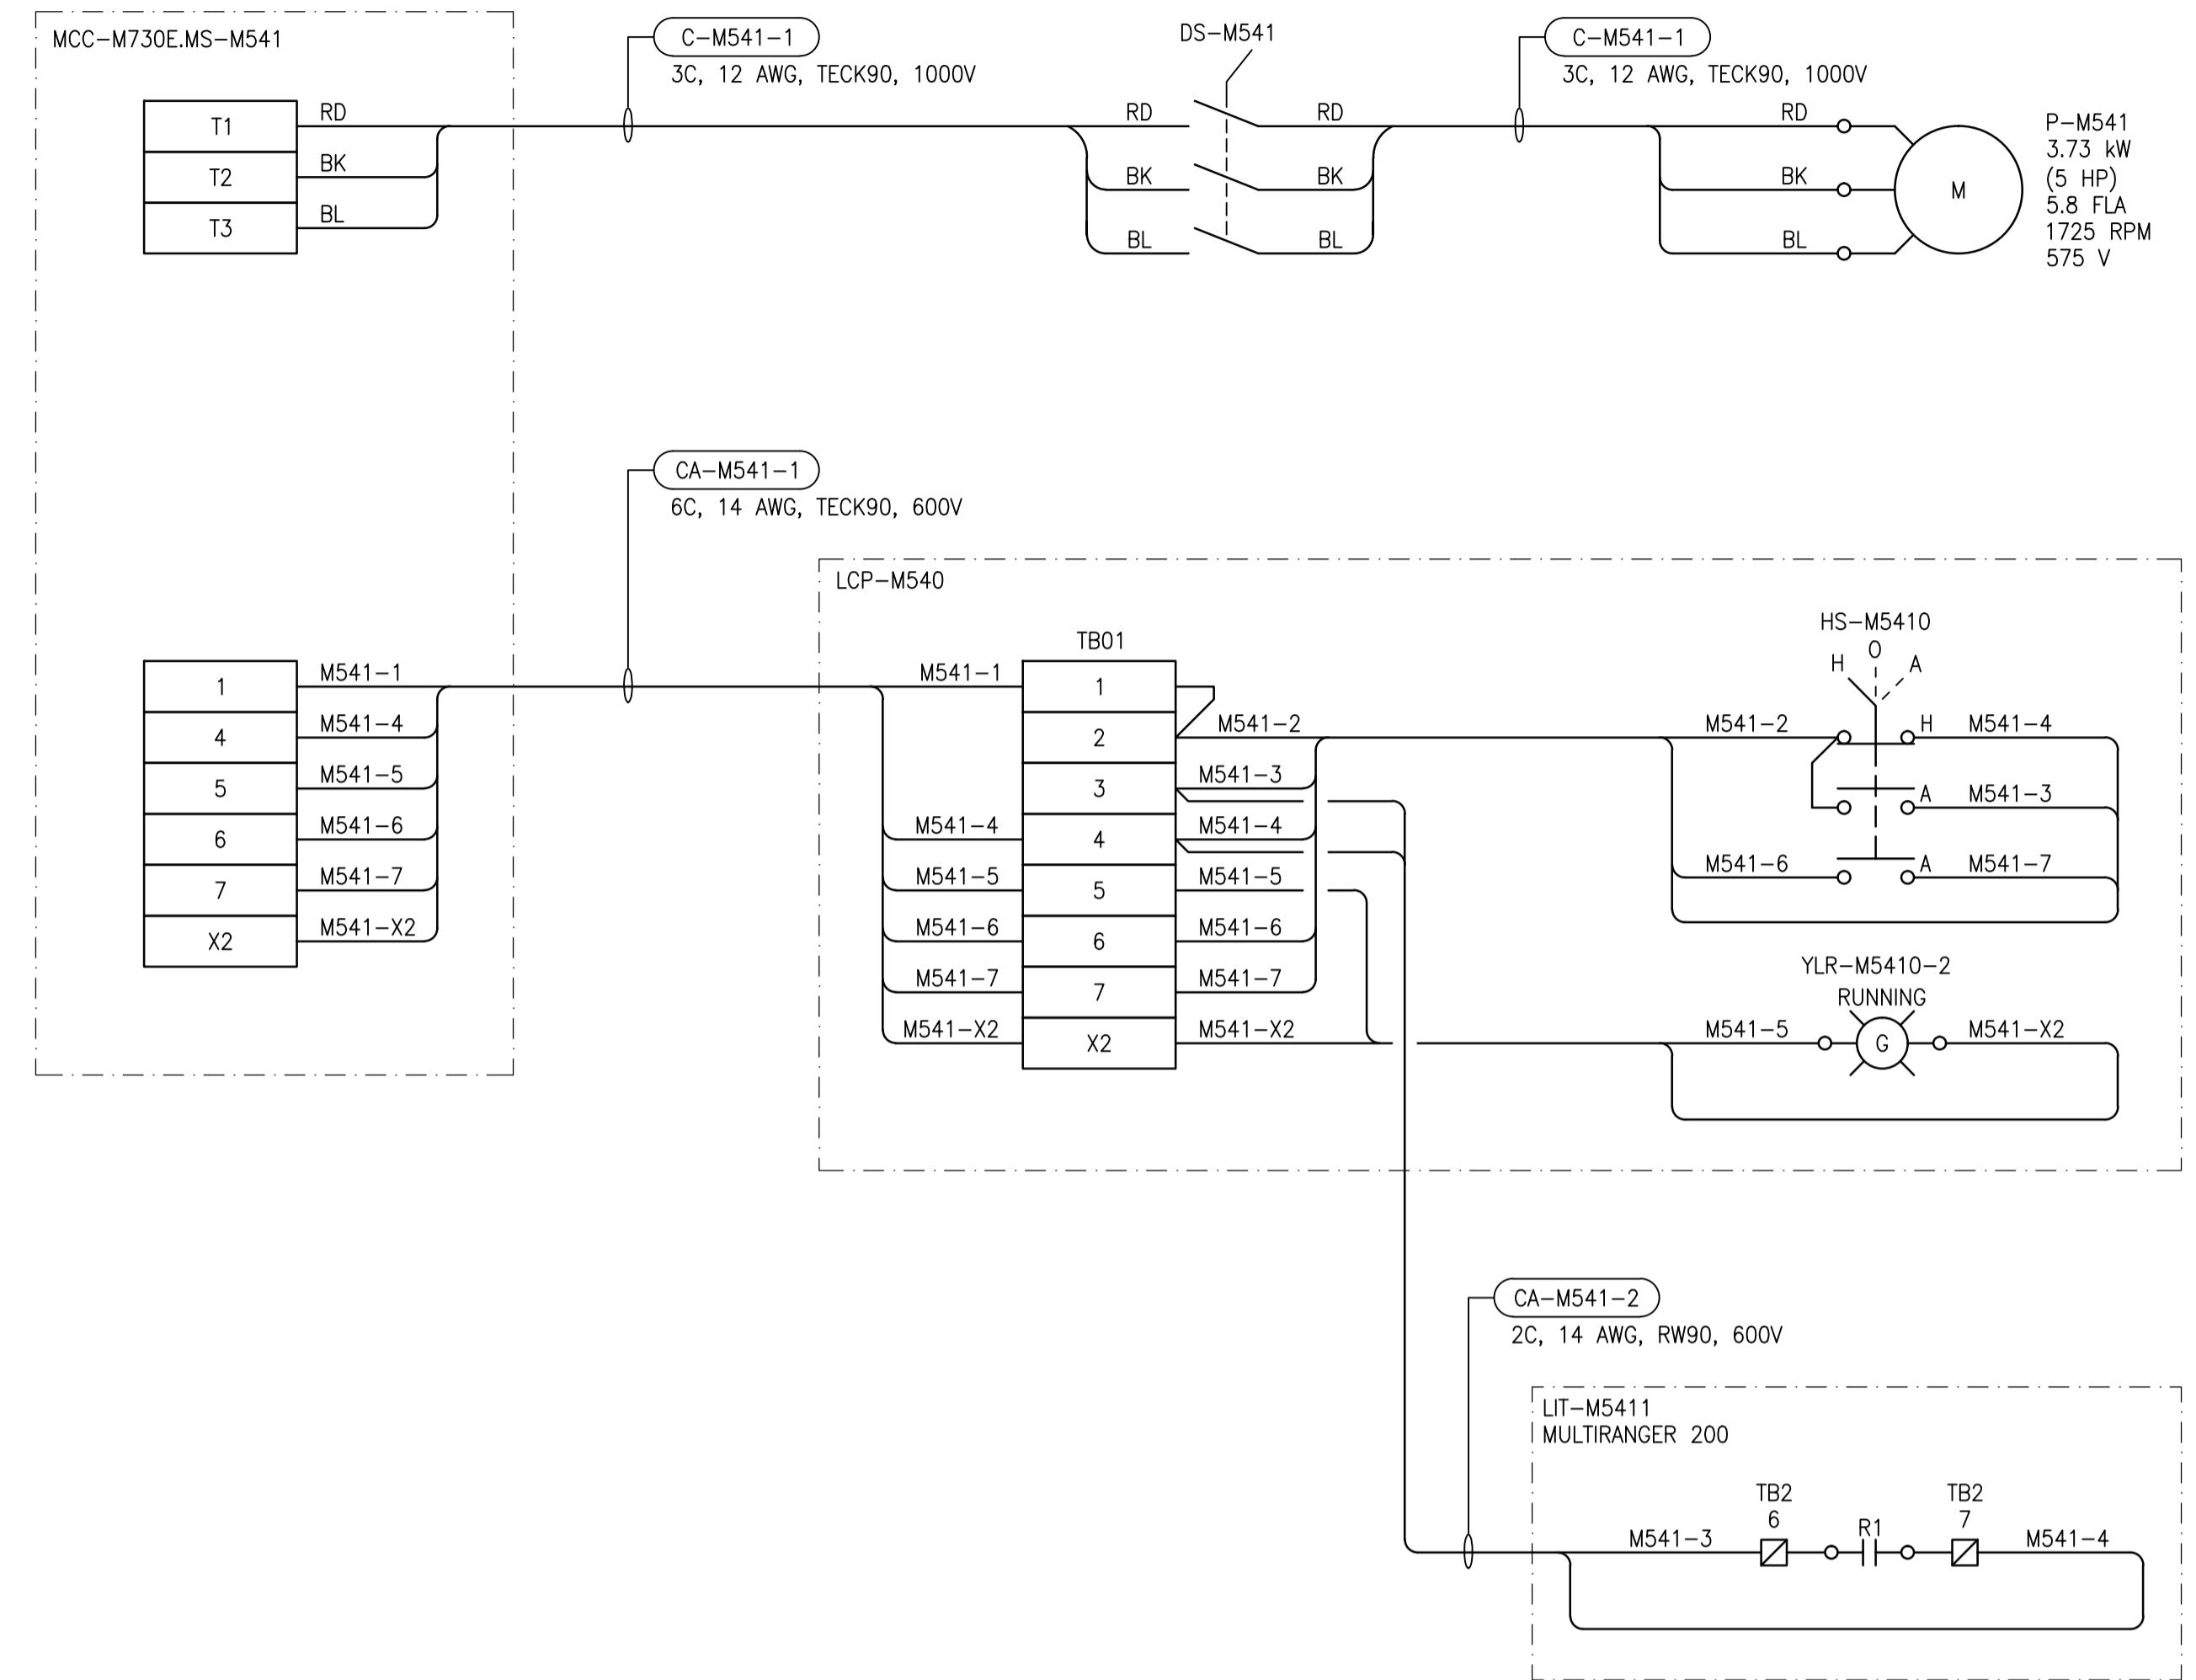 MCC-M730E.MS-M541
C-M541-1
3C, 12 AWG, TECK90, 1000V
DS-M541
C-M541-1
3C, 12 AWG, TECK90, 1000V
T1 RD
T2 BK
T3 BL
RD RD
BK BK
BL BL
RD
BK
BL
M
P-M541
3.73 kW
(5 HP)
5.8 FLA
1725 RPM
575 V
CA-M541-1
6C, 14 AWG, TECK90, 600V
1 M541-1
4 M541-4
5 M541-5
6 M541-6
7 M541-7
X2 M541-X2
LCP-M540
TB01
M541-1 1
2 M541-2
3 M541-3
M541-4 4 M541-4
M541-5 5 M541-5
M541-6 6 M541-6
M541-7 7 M541-7
M541-X2 X2 M541-X2
HS-M5410
H O A
M541-2 H M541-4
A M541-3
M541-6 A M541-7
YLR-M5410-2
RUNNING
M541-5 G M541-X2
CA-M541-2
2C, 14 AWG, RW90, 600V
LIT-M5411
MULTIRANGER 200
TB2 TB2
6 7
M541-3 R1 M541-4